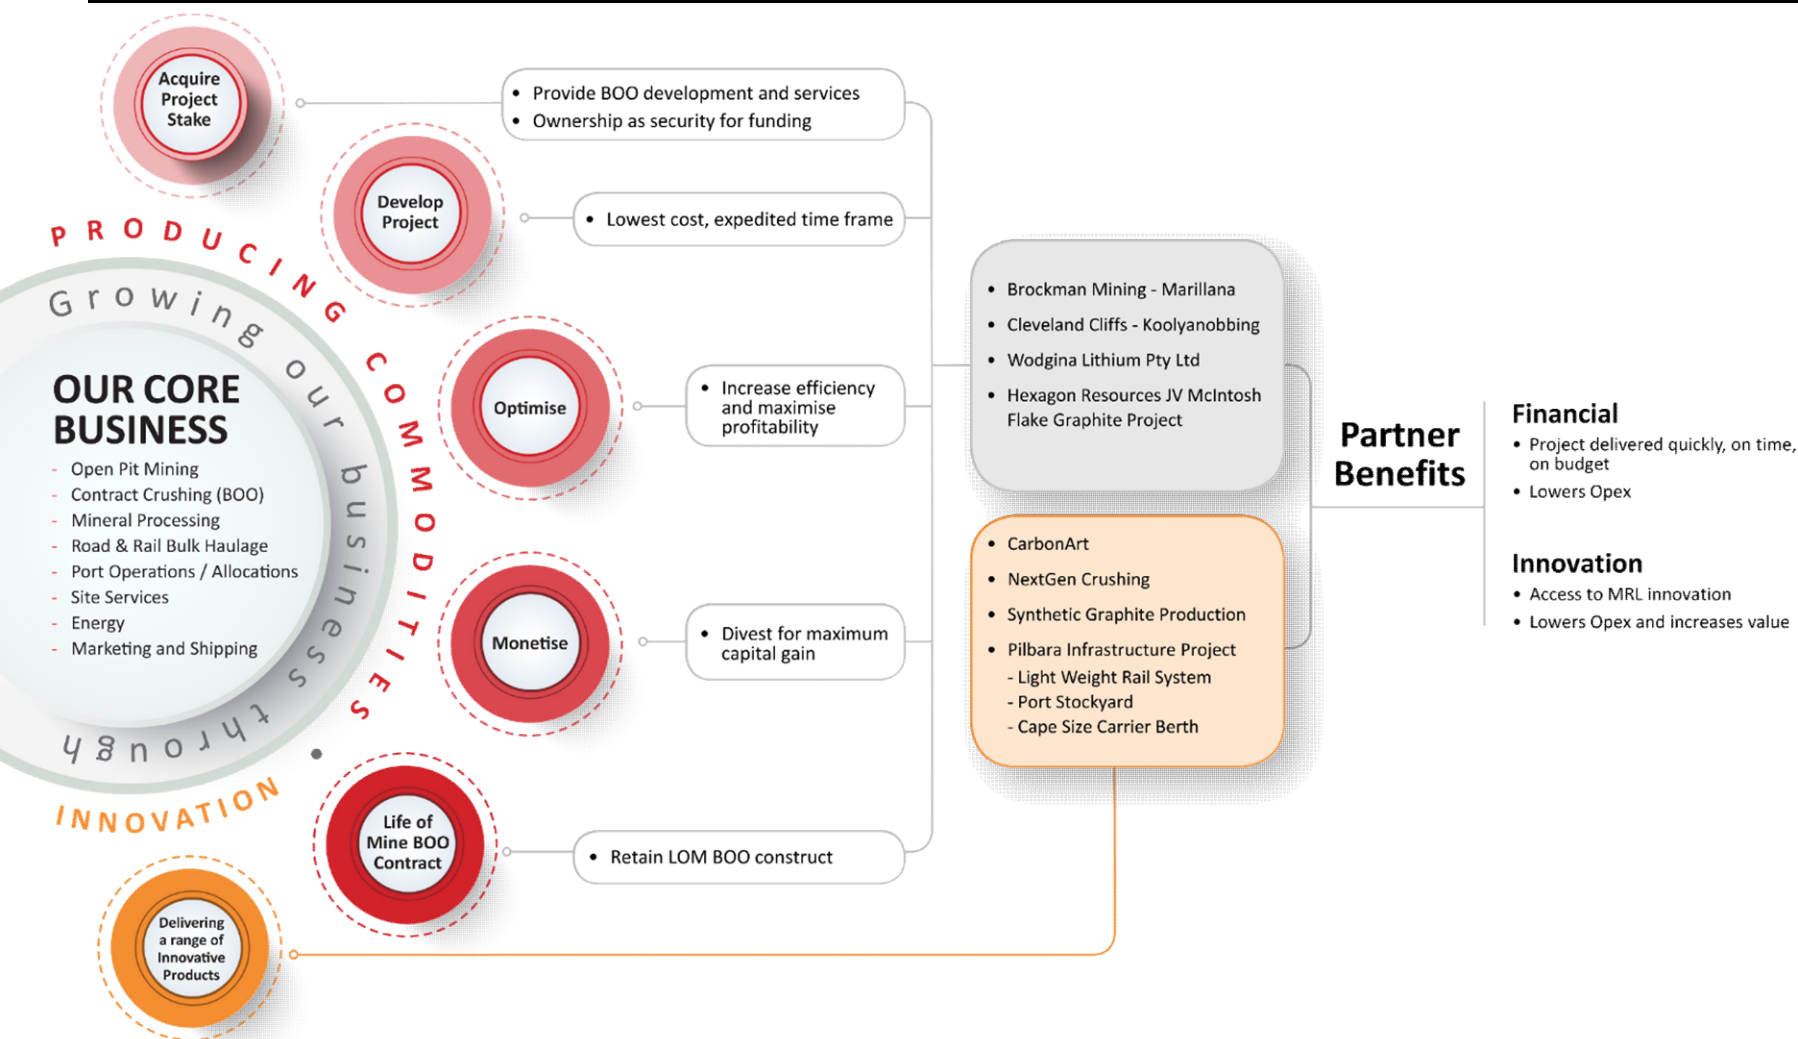 Acquire
Project
Stake
• Provide BOO development and services
• Ownership as security for funding
Develop
Project
• Lowest cost, expedited time frame
PRODUCING COMMODITIES •
INNOVATION
Growing our business through
OUR CORE
BUSINESS
- Open Pit Mining
- Contract Crushing (BOO)
- Mineral Processing
- Road & Rail Bulk Haulage
- Port Operations / Allocations
- Site Services
- Energy
- Marketing and Shipping
Optimise
• Increase efficiency
and maximise
profitability
Monetise
• Divest for maximum
capital gain
Life of
Mine BOO
Contract
• Retain LOM BOO construct
Delivering
a range of
Innovative
Products
• Brockman Mining - Marillana
• Cleveland Cliffs - Koolyanobbing
• Wodgina Lithium Pty Ltd
• Hexagon Resources JV McIntosh
Flake Graphite Project
• CarbonArt
• NextGen Crushing
• Synthetic Graphite Production
• Pilbara Infrastructure Project
- Light Weight Rail System
- Port Stockyard
- Cape Size Carrier Berth
Partner
Benefits
Financial
• Project delivered quickly, on time,
on budget
• Lowers Opex
Innovation
• Access to MRL innovation
• Lowers Opex and increases value